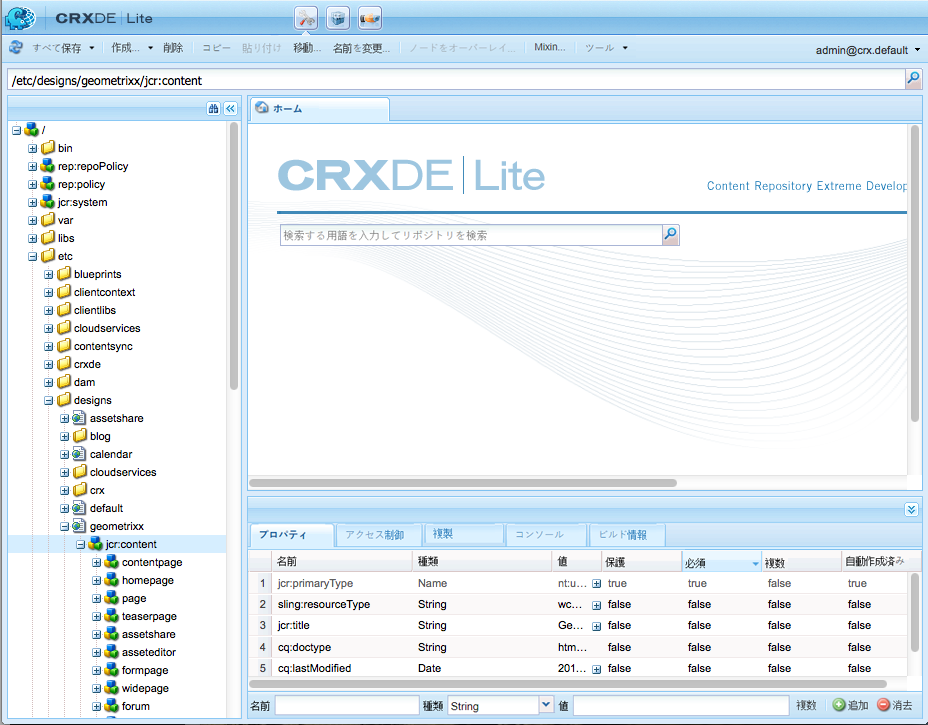 CRXDE | Lite
すべて保存 作成... 削除 コピー 貼り付け 移動... 名前を変更... ノードをオーバーレイ... Mixin... ツール admin@crx.default
/etc/designs/geometrixx/jcr:content
/
bin
rep:repoPolicy
rep:policy
jcr:system
var
libs
etc
blueprints
clientcontext
clientlibs
cloudservices
contentsync
crxde
dam
designs
assetshare
blog
calendar
cloudservices
crx
default
geometrixx
jcr:content
contentpage
homepage
page
teaserpage
assetshare
asseteditor
formpage
widepage
forum
ホーム
CRXDE | Lite
Content Repository Extreme Develop
検索する用語を入力してリポジトリを検索
プロパティ アクセス制御 複製 コンソール ビルド情報
名前 種類 値 保護 必須 複数 自動作成済み
1 jcr:primaryType Name nt:u... true true false true
2 sling:resourceType String wc... false false false false
3 jcr:title String Ge... false false false false
4 cq:doctype String htm... false false false false
5 cq:lastModified Date 201... false false false false
名前 種類 String 値 複数 追加 消去